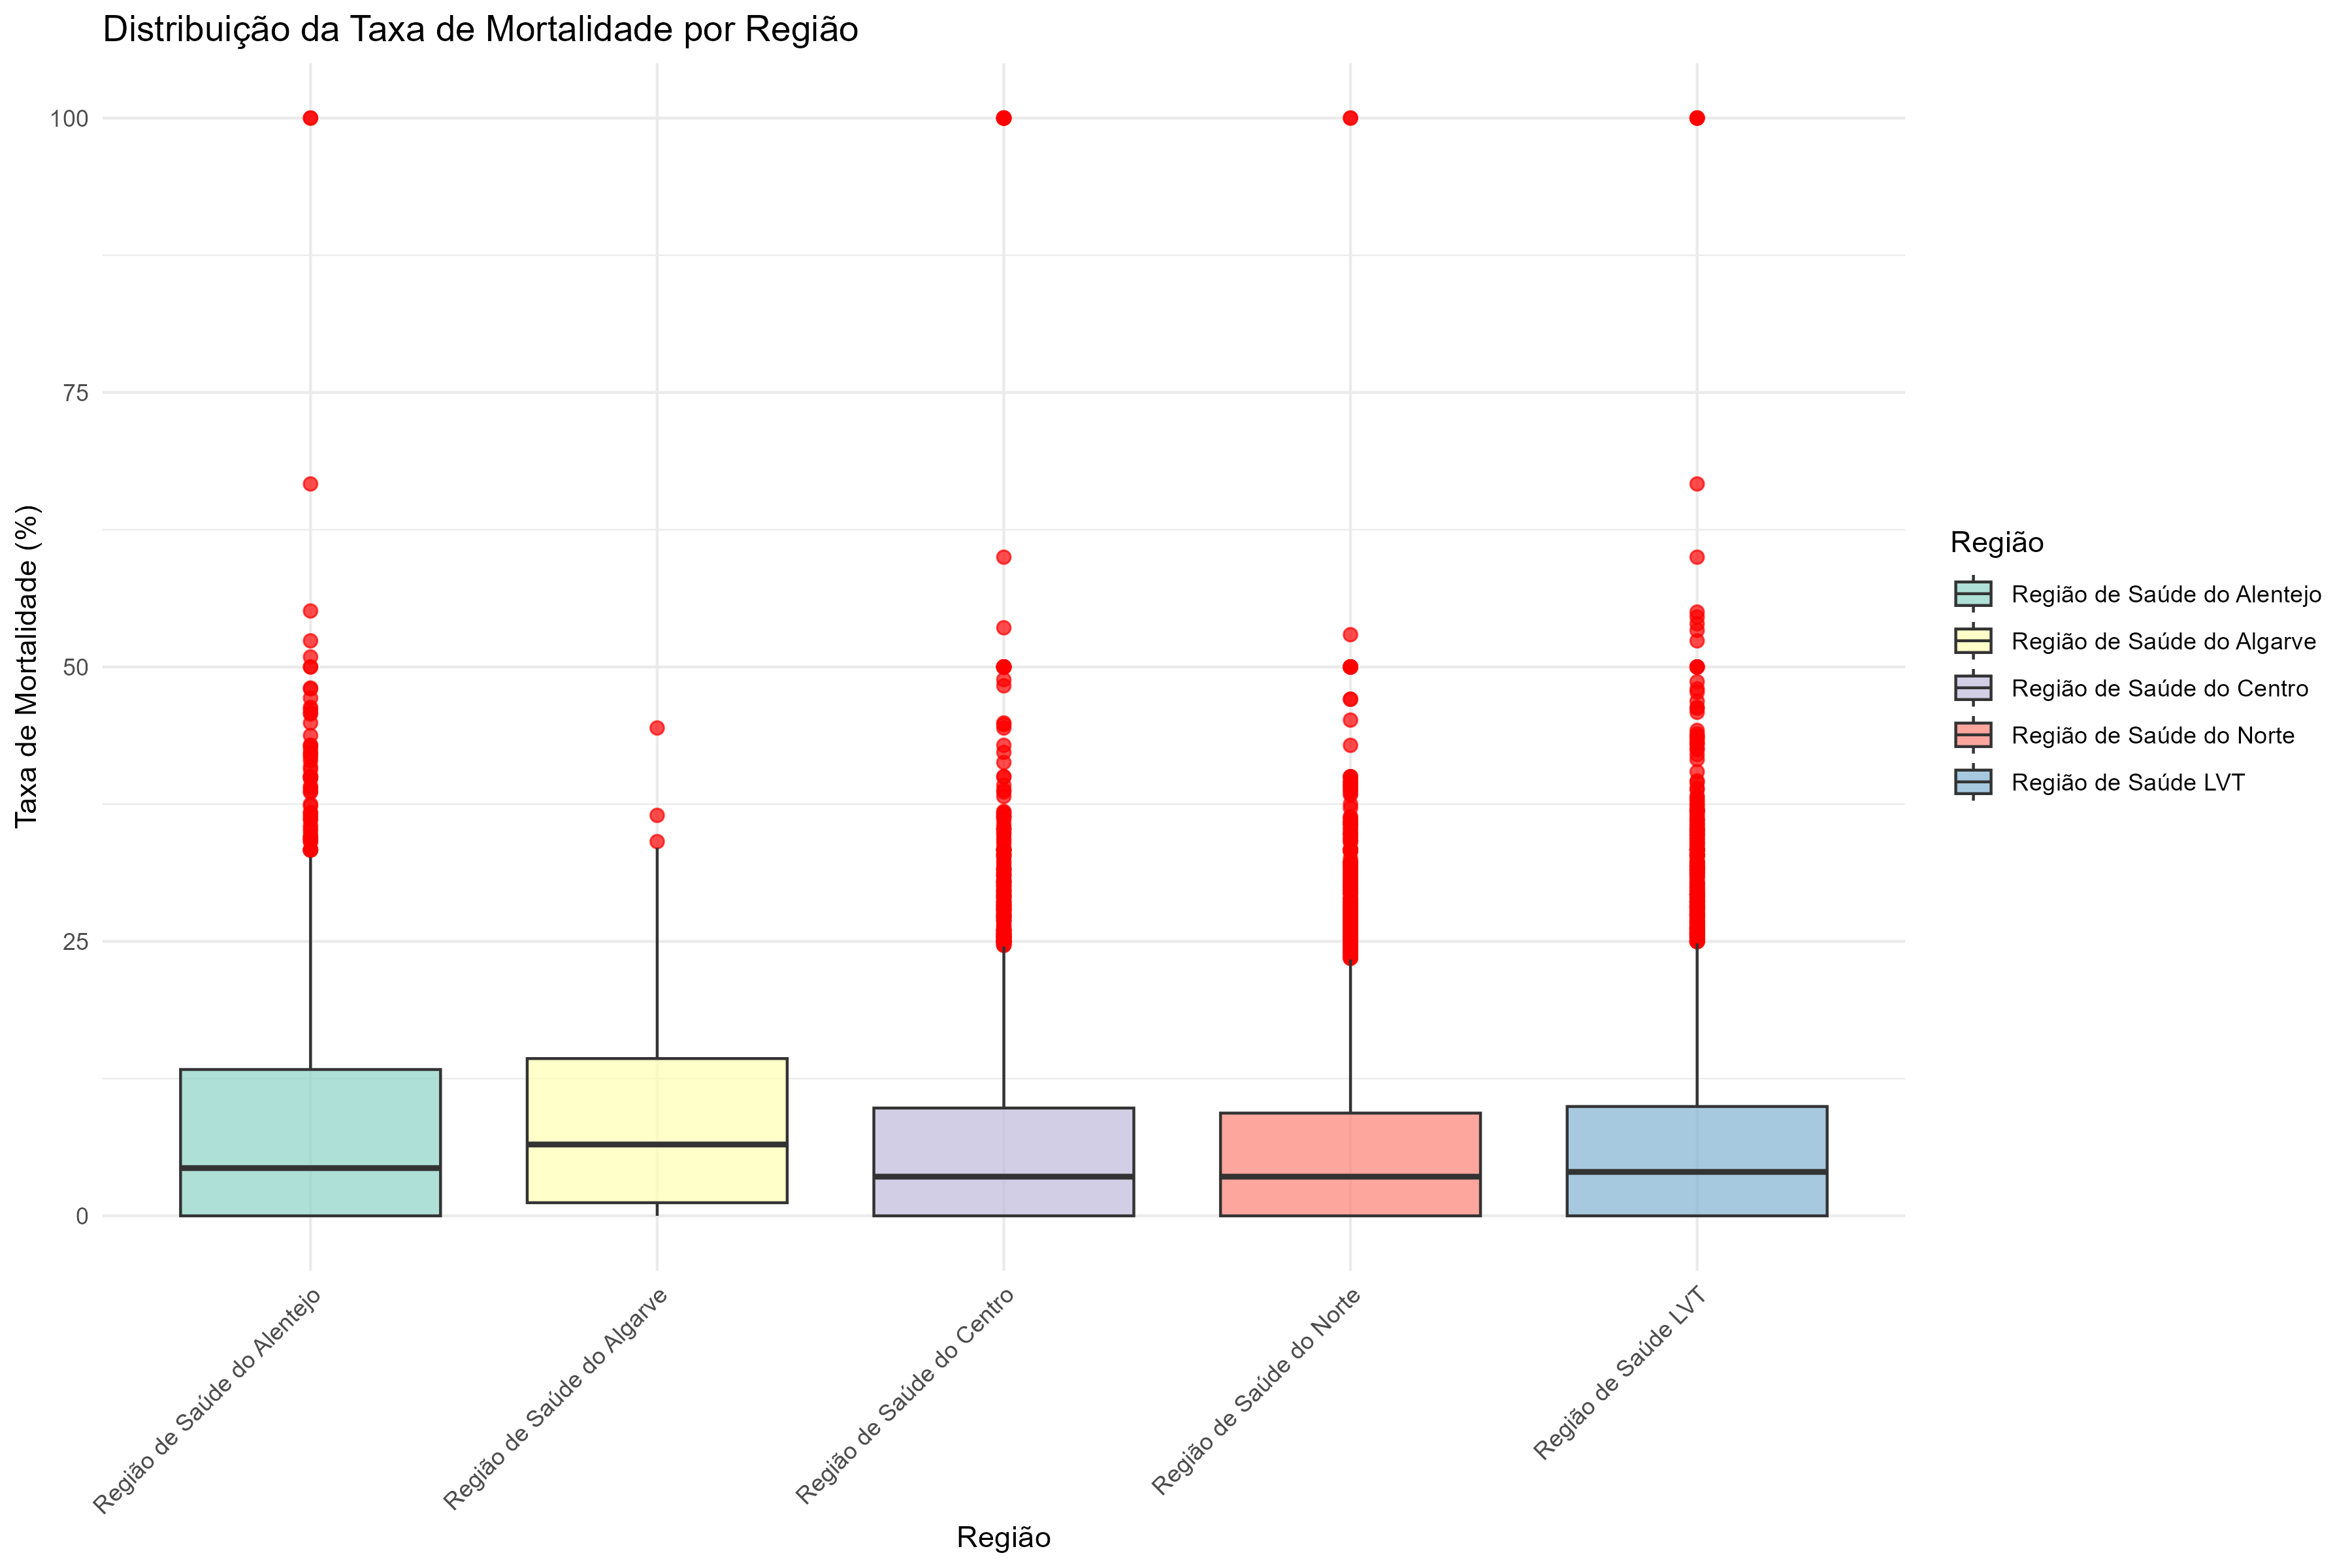 Distribuição da Taxa de Mortalidade por Região
Taxa de Mortalidade (%)
100
75
50
25
0
Região de Saúde do Alentejo
Região de Saúde do Algarve
Região de Saúde do Centro
Região de Saúde do Norte
Região de Saúde LVT
Região
Região
Região de Saúde do Alentejo
Região de Saúde do Algarve
Região de Saúde do Centro
Região de Saúde do Norte
Região de Saúde LVT